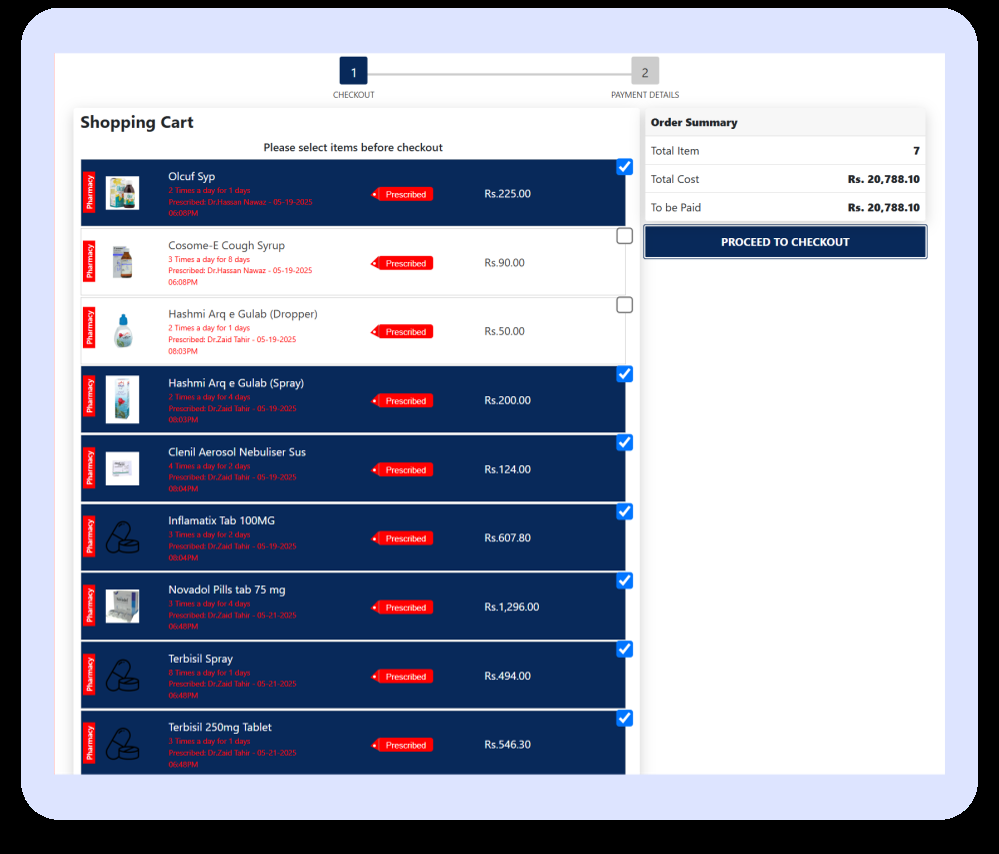 1
2
CHECKOUT
PAYMENT DETAILS
Shopping Cart
Please select items before checkout
Pharmacy
Olcuf Syp
2 Times a day for 1 days
Prescribed: Dr.Hassan Nawaz - 05-19-2025
06:08PM
Prescribed
Rs.225.00
Pharmacy
Cosome-E Cough Syrup
3 Times a day for 8 days
Prescribed: Dr.Hassan Nawaz - 05-19-2025
06:08PM
Prescribed
Rs.90.00
Pharmacy
Hashmi Arq e Gulab (Dropper)
2 Times a day for 1 days
Prescribed: Dr.Zaid Tahir - 05-19-2025
08:03PM
Prescribed
Rs.50.00
Pharmacy
Hashmi Arq e Gulab (Spray)
2 Times a day for 4 days
Prescribed: Dr.Zaid Tahir - 05-19-2025
08:03PM
Prescribed
Rs.200.00
Pharmacy
Clenil Aerosol Nebuliser Sus
4 Times a day for 2 days
Prescribed: Dr.Zaid Tahir - 05-19-2025
08:04PM
Prescribed
Rs.124.00
Pharmacy
Inflamatix Tab 100MG
3 Times a day for 2 days
Prescribed: Dr.Zaid Tahir - 05-19-2025
08:04PM
Prescribed
Rs.607.80
Pharmacy
Novadol Pills tab 75 mg
3 Times a day for 4 days
Prescribed: Dr.Zaid Tahir - 05-21-2025
06:48PM
Prescribed
Rs.1,296.00
Pharmacy
Terbisil Spray
8 Times a day for 1 days
Prescribed: Dr.Zaid Tahir - 05-21-2025
06:48PM
Prescribed
Rs.494.00
Pharmacy
Terbisil 250mg Tablet
3 Times a day for 1 days
Prescribed: Dr.Zaid Tahir - 05-21-2025
06:48PM
Prescribed
Rs.546.30
Order Summary
Total Item 7
Total Cost Rs. 20,788.10
To be Paid Rs. 20,788.10
PROCEED TO CHECKOUT